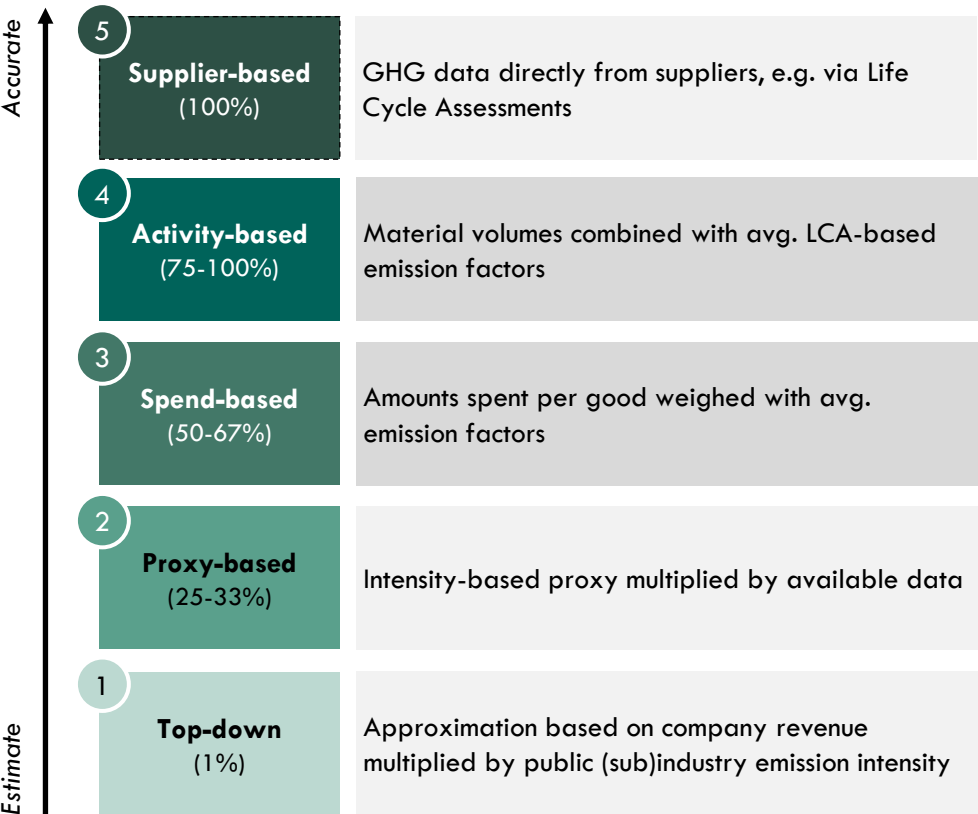 Accurate
5
Supplier-based
(100%)
GHG data directly from suppliers, e.g. via Life
Cycle Assessments
4
Activity-based
(75-100%)
Material volumes combined with avg. LCA-based
emission factors
3
Spend-based
(50-67%)
Amounts spent per good weighed with avg.
emission factors
2
Proxy-based
(25-33%)
Intensity-based proxy multiplied by available data
1
Top-down
(1%)
Approximation based on company revenue
multiplied by public (sub)industry emission intensity
Estimate